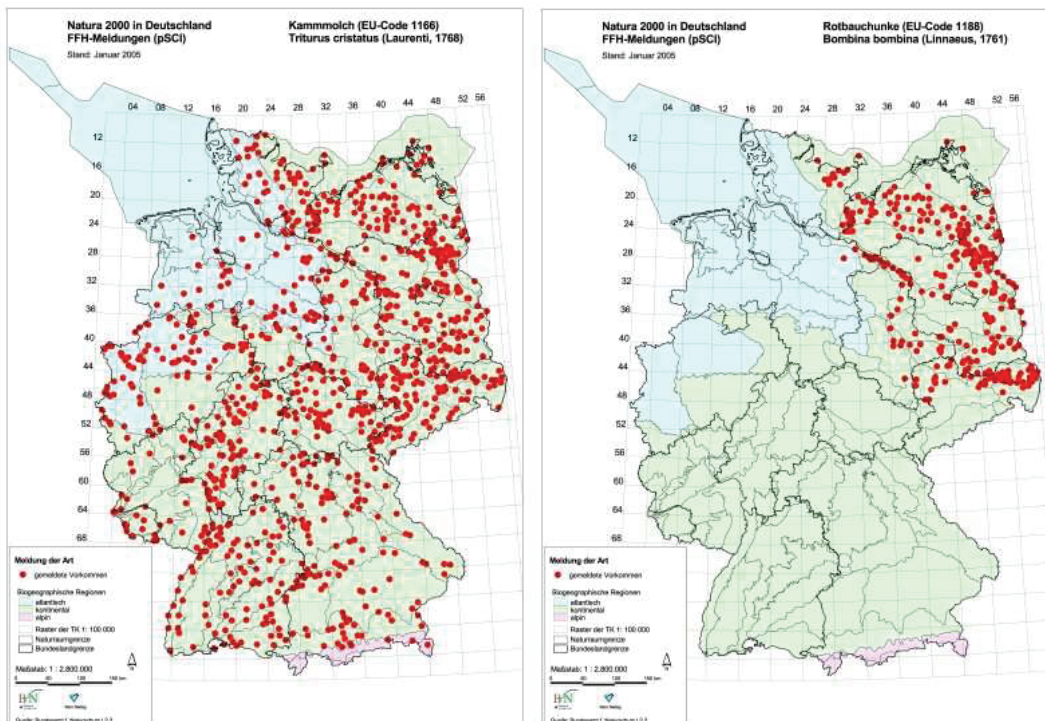 Natura 2000 in Deutschland
FFH-Meldungen (pSCI)
Stand: Januar 2005
Kammmolch (EU-Code 1166)
Triturus cristatus (Laurenti, 1768)
04 08 12 16 20 24 28 32 36 40 44 48 52 56
12
16
20
24
28
32
36
40
44
48
52
56
60
64
68
Meldung der Art
gemeldete Vorkommen
Biogeographische Regionen
atlantisch
kontinental
alpin
Raster der TK 1: 100 000
Naturraumgrenze
Bundeslandgrenze
Maßstab: 1 : 2.800.000
Natura 2000 in Deutschland
FFH-Meldungen (pSCI)
Stand: Januar 2005
Rotbauchunke (EU-Code 1188)
Bombina bombina (Linnaeus, 1761)
04 08 12 16 20 24 28 32 36 40 44 48 52 56
12
16
20
24
28
32
36
40
44
48
52
56
60
64
68
Meldung der Art
gemeldete Vorkommen
Biogeographische Regionen
atlantisch
kontinental
alpin
Raster der TK 1: 100 000
Naturraumgrenze
Bundeslandgrenze
Maßstab: 1 : 2.800.000